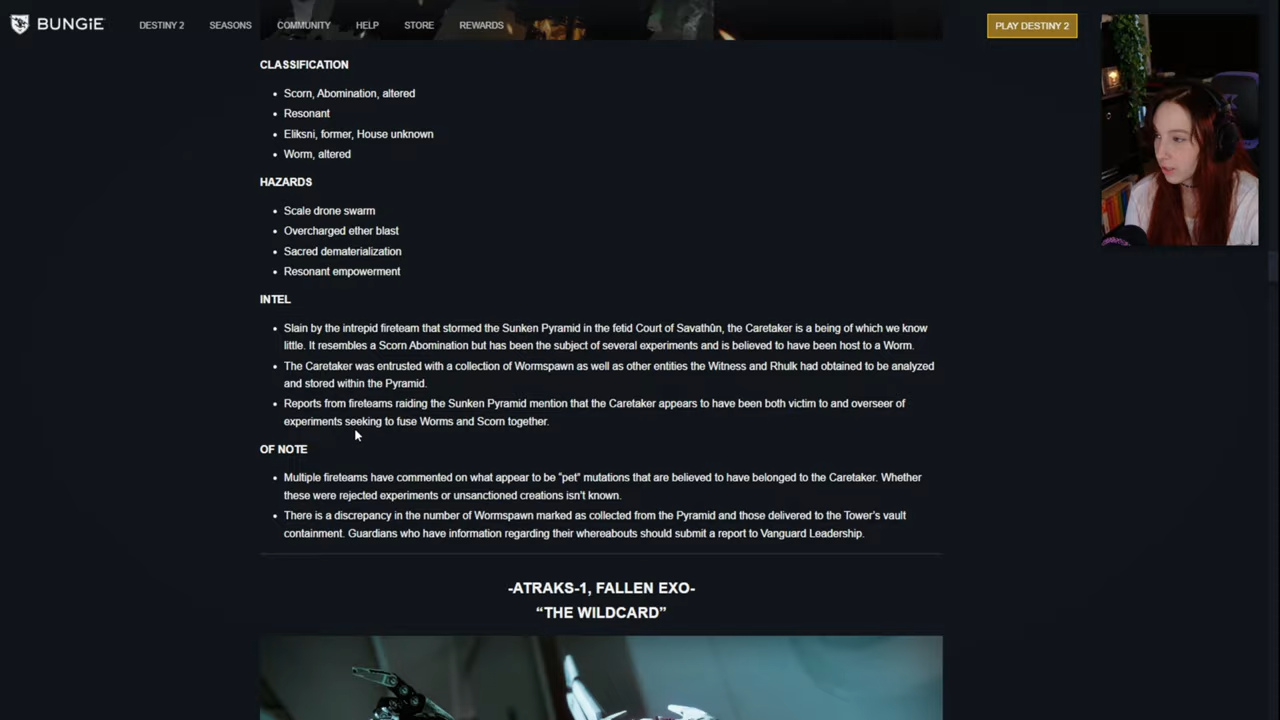 BUNGiE
DESTINY 2
SEASONS
COMMUNITY
HELP
STORE
REWARDS
PLAY DESTINY 2
CLASSIFICATION
• Scorn, Abomination, altered
• Resonant
• Eliksni, former, House unknown
• Worm, altered
HAZARDS
• Scale drone swarm
• Overcharged ether blast
• Sacred dematerialization
• Resonant empowerment
INTEL
• Slain by the intrepid fireteam that stormed the Sunken Pyramid in the fetid Court of Savathûn, the Caretaker is a being of which we know
little. It resembles a Scorn Abomination but has been the subject of several experiments and is believed to have been host to a Worm.
• The Caretaker was entrusted with a collection of Wormspawn as well as other entities the Witness and Rhulk had obtained to be analyzed
and stored within the Pyramid.
• Reports from fireteams raiding the Sunken Pyramid mention that the Caretaker appears to have been both victim to and overseer of
experiments seeking to fuse Worms and Scorn together.
OF NOTE
• Multiple fireteams have commented on what appear to be “pet” mutations that are believed to have belonged to the Caretaker. Whether
these were rejected experiments or unsanctioned creations isn’t known.
• There is a discrepancy in the number of Wormspawn marked as collected from the Pyramid and those delivered to the Tower’s vault
containment. Guardians who have information regarding their whereabouts should submit a report to Vanguard Leadership.
-ATRAKS-1, FALLEN EXO-
“THE WILDCARD”